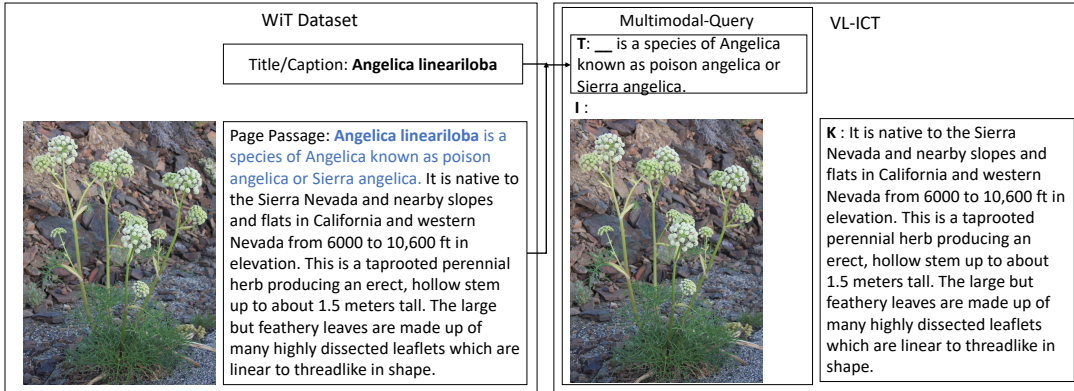 WiT Dataset
Title/Caption: Angelica lineariloba
Page Passage: Angelica lineariloba is a
species of Angelica known as poison
angelica or Sierra angelica. It is native to
the Sierra Nevada and nearby slopes
and flats in California and western
Nevada from 6000 to 10,600 ft in
elevation. This is a taprooted perennial
herb producing an erect, hollow stem
up to about 1.5 meters tall. The large
but feathery leaves are made up of
many highly dissected leaflets which are
linear to threadlike in shape.
Multimodal-Query
T: __ is a species of Angelica
known as poison angelica or
Sierra angelica.
I :
VL-ICT
K : It is native to the Sierra
Nevada and nearby slopes and
flats in California and western
Nevada from 6000 to 10,600 ft in
elevation. This is a taprooted
perennial herb producing an
erect, hollow stem up to about
1.5 meters tall. The large but
feathery leaves are made up of
many highly dissected leaflets
which are linear to threadlike in
shape.